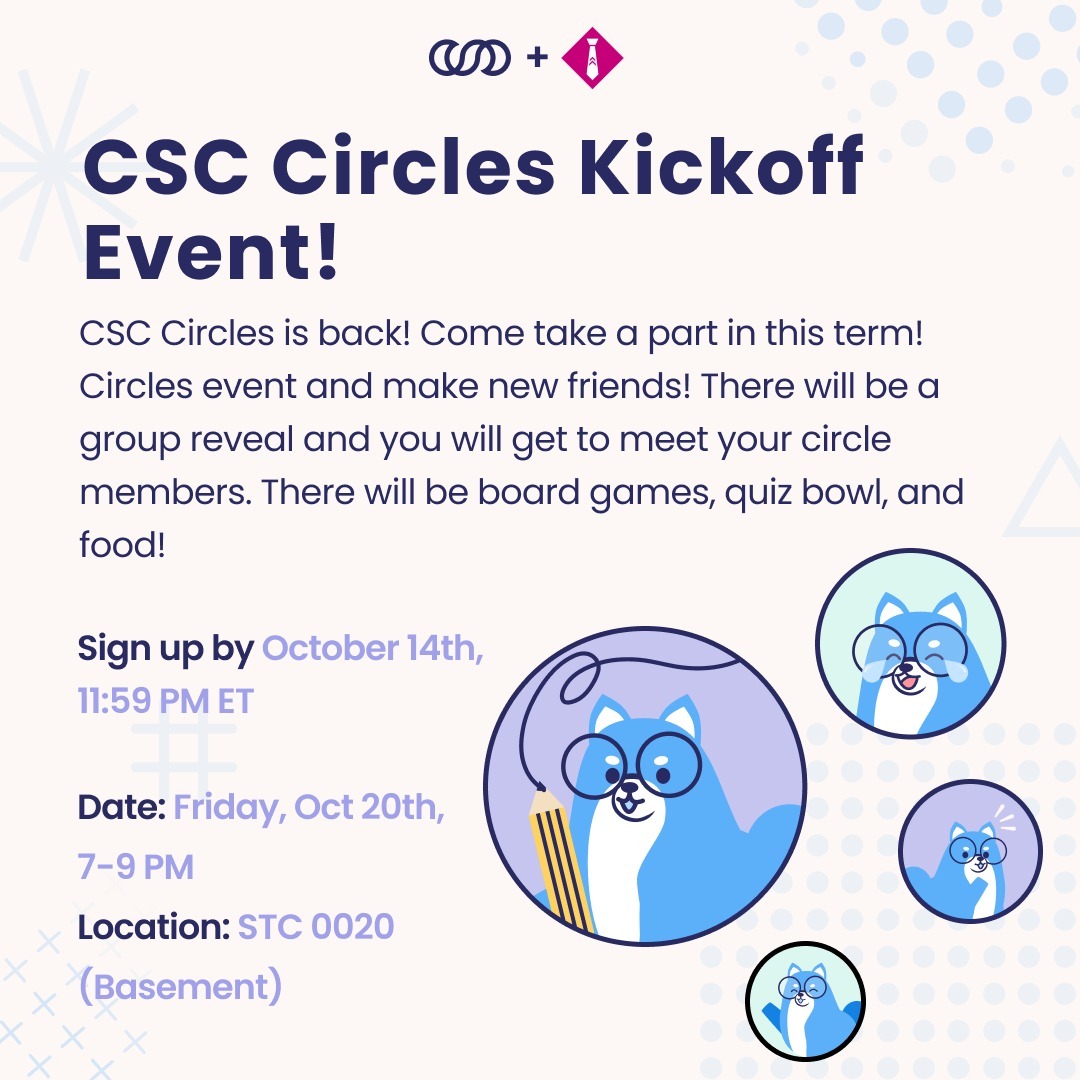 +
CSC Circles Kickoff
Event!
CSC Circles is back! Come take a part in this term!
Circles event and make new friends! There will be a
group reveal and you will get to meet your circle
members. There will be board games, quiz bowl, and
food!
Sign up by October 14th,
11:59 PM ET
Date: Friday, Oct 20th,
7-9 PM
Location: STC 0020
(Basement)